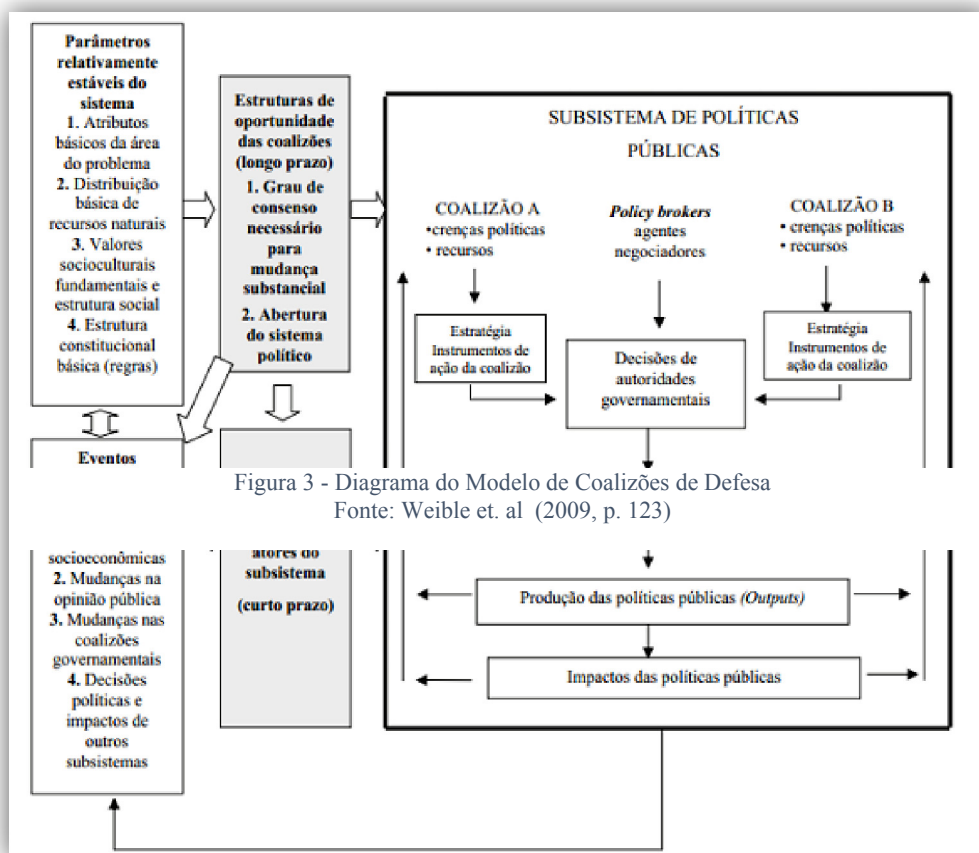 Parâmetros
relativamente
estáveis do
sistema
1. Atributos
básicos da área
do problema
2. Distribuição
básica de
recursos naturais
3. Valores
socioculturais
fundamentais e
estrutura social
4. Estrutura
constitucional
básica (regras)
Estruturas de
oportunidade
das coalizões
(longo prazo)
1. Grau de
consenso
necessário
para
mudança
substancial
2. Abertura
do sistema
político
SUBSISTEMA DE POLÍTICAS
PÚBLICAS
COALIZÃO A
•crenças políticas
• recursos
Policy brokers
agentes
negociadores
COALIZÃO B
• crenças políticas
• recursos
Estratégia
Instrumentos de
ação da coalizão
Decisões de
autoridades
governamentais
Estratégia
Instrumentos de
ação da coalizão
Eventos
Figura 3 - Diagrama do Modelo de Coalizões de Defesa
Fonte: Weible et. al (2009, p. 123)
socioeconômicas
2. Mudanças na
opinião pública
3. Mudanças nas
coalizões
governamentais
4. Decisões
políticas e
impactos de
outros
subsistemas
atores do
subsistema
(curto prazo)
Produção das políticas públicas (Outputs)
Impactos das políticas públicas